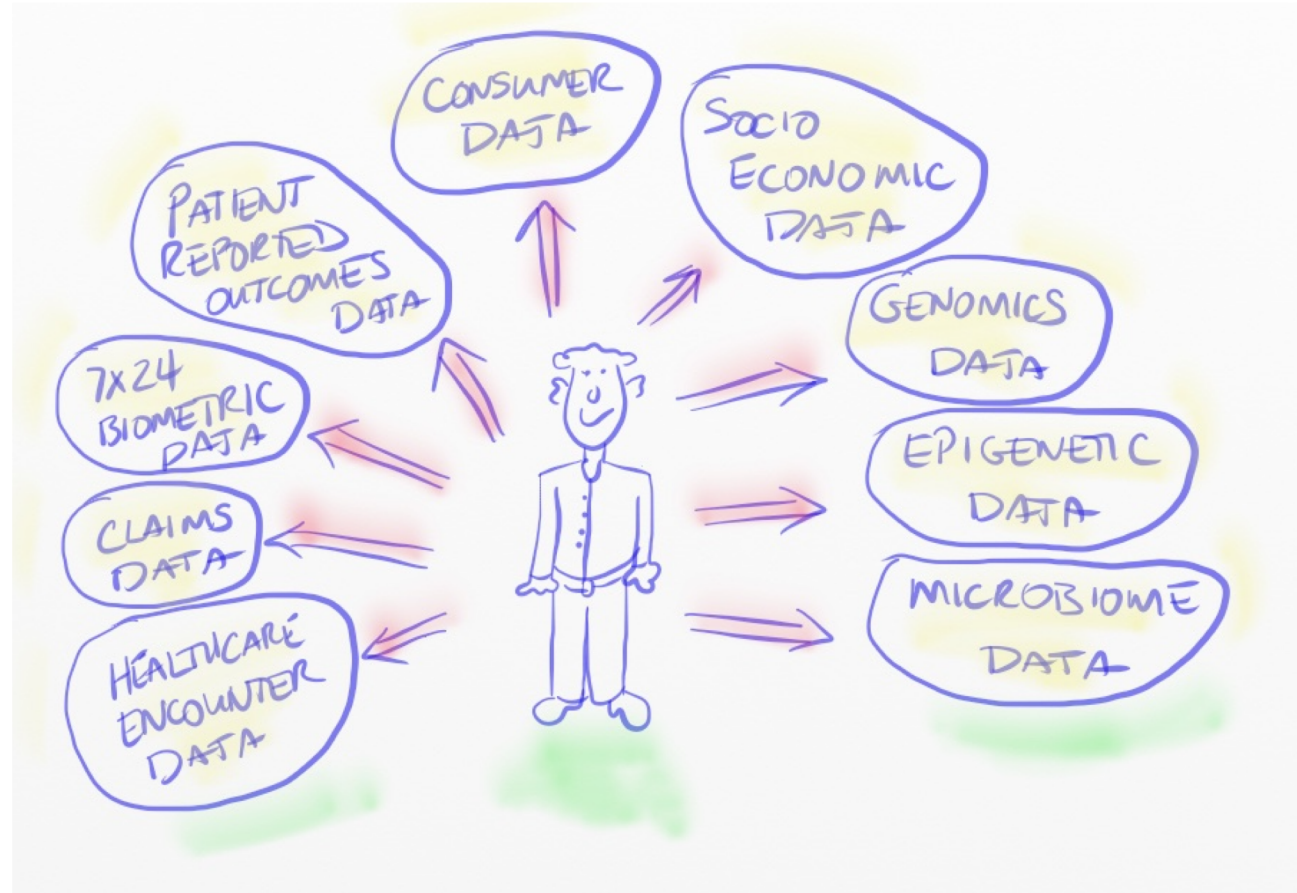 CONSUMER
DATA
SOCIO
ECONOMIC
DATA
PATIENT
REPORTED
OUTCOMES
DATA
GENOMICS
DATA
7X24
BIOMETRIC
DATA
EPIGENETIC
DATA
CLAIMS
DATA
MICROBIOME
DATA
HEALTHCARE
ENCOUNTER
DATA